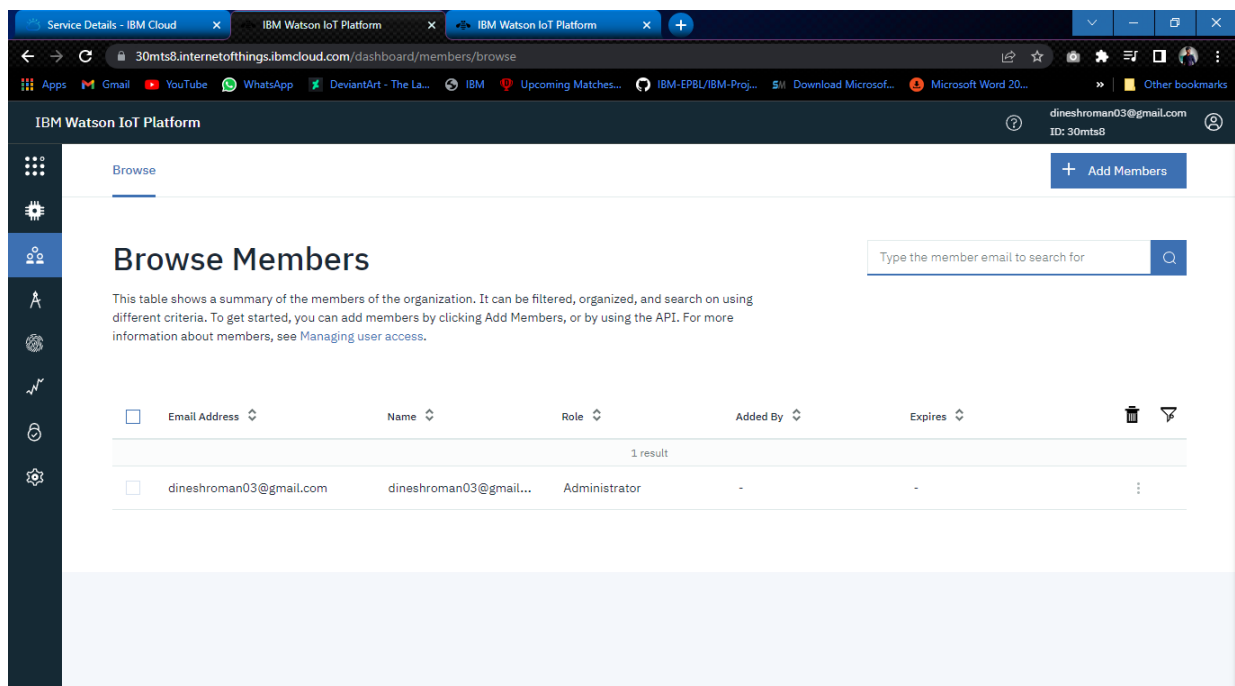 Service Details - IBM Cloud IBM Watson IoT Platform IBM Watson IoT Platform
30mts8.internetofthings.ibmcloud.com/dashboard/members/browse
Apps Gmail YouTube WhatsApp DeviantArt - The La... IBM Upcoming Matches... IBM-EPBL/IBM-Proj... SM Download Microsof... Microsoft Word 20... » Other bookmarks
IBM Watson IoT Platform
dineshroman03@gmail.com
ID: 30mts8
Browse
+ Add Members
Browse Members
Type the member email to search for
This table shows a summary of the members of the organization. It can be filtered, organized, and search on using
different criteria. To get started, you can add members by clicking Add Members, or by using the API. For more
information about members, see Managing user access.
Email Address Name Role Added By Expires
1 result
dineshroman03@gmail.com dineshroman03@gmail... Administrator - -